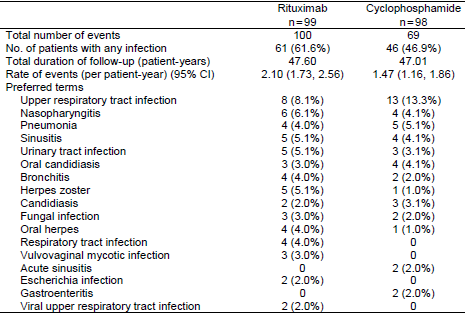 Rituximab Cyclophosphamide
n=99 n=98
Total number of events 100 69
No. of patients with any infection 61 (61.6%) 46 (46.9%)
Total duration of follow-up (patient-years) 47.60 47.01
Rate of events (per patient-year) (95% CI) 2.10 (1.73, 2.56) 1.47 (1.16, 1.86)
Preferred terms
Upper respiratory tract infection 8 (8.1%) 13 (13.3%)
Nasopharyngitis 6 (6.1%) 4 (4.1%)
Pneumonia 4 (4.0%) 5 (5.1%)
Sinusitis 5 (5.1%) 4 (4.1%)
Urinary tract infection 5 (5.1%) 3 (3.1%)
Oral candidiasis 3 (3.0%) 4 (4.1%)
Bronchitis 4 (4.0%) 2 (2.0%)
Herpes zoster 5 (5.1%) 1 (1.0%)
Candidiasis 2 (2.0%) 3 (3.1%)
Fungal infection 3 (3.0%) 2 (2.0%)
Oral herpes 4 (4.0%) 1 (1.0%)
Respiratory tract infection 4 (4.0%) 0
Vulvovaginal mycotic infection 3 (3.0%) 0
Acute sinusitis 0 2 (2.0%)
Escherichia infection 2 (2.0%) 0
Gastroenteritis 0 2 (2.0%)
Viral upper respiratory tract infection 2 (2.0%) 0